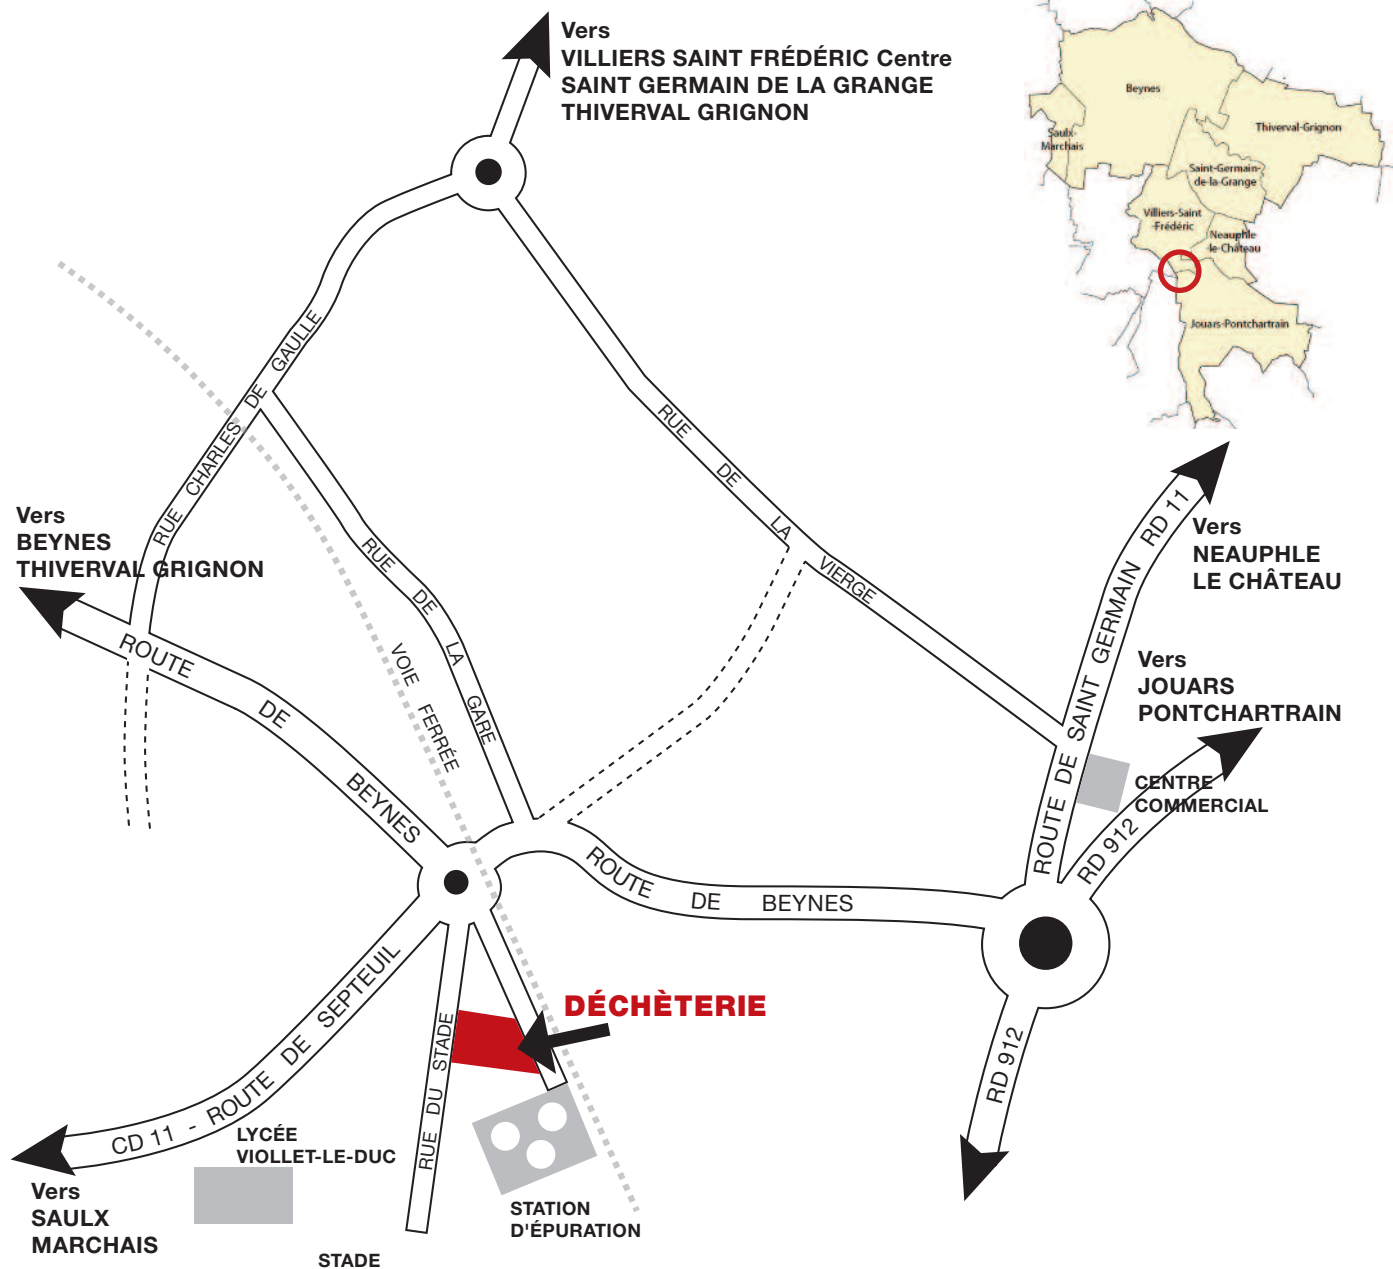 Vers
VILLIERS SAINT FRÉDÉRIC Centre
SAINT GERMAIN DE LA GRANGE
THIVERVAL GRIGNON
Beynes
Saulx-
Marchais
Thiverval-Grignon
Saint-Germain-
de-la-Grange
Villiers-Saint
-Frédéric
Neauphle
-le-Château
Jouars-Pontchartrain
RUE CHARLES DE GAULLE
RUE DE LA VIERGE
RUE DE LA GARE
VOIE FERRÉE
Vers
BEYNES
THIVERVAL GRIGNON
ROUTE DE BEYNES
Vers
NEAUPHLE
LE CHÂTEAU
ROUTE DE SAINT GERMAIN RD 11
Vers
JOUARS
PONTCHARTRAIN
CENTRE
COMMERCIAL
RD 912
ROUTE DE BEYNES
RD 912
DÉCHÈTERIE
CD 11 - ROUTE DE SEPTEUIL
RUE DU STADE
LYCÉE
VIOLLET-LE-DUC
Vers
SAULX
MARCHAIS
STATION
D'ÉPURATION
STADE